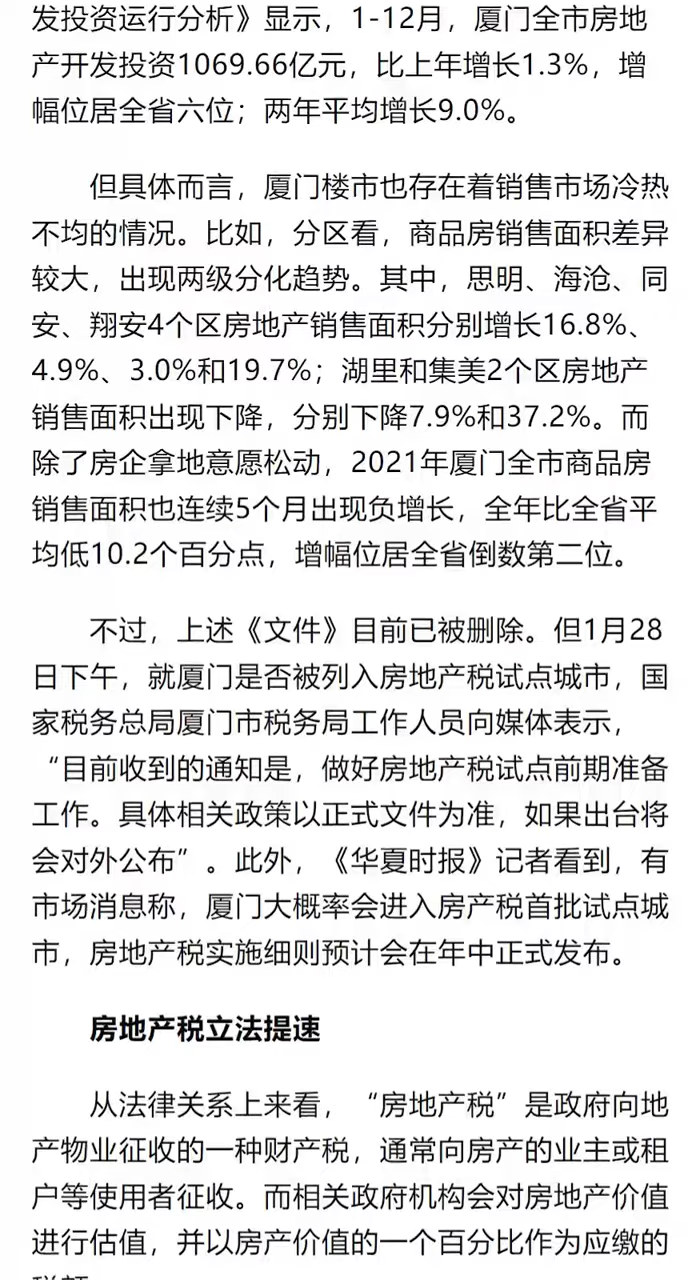 发投资运行分析》显示，1-12月，厦门全市房地
产开发投资1069.66亿元，比上年增长1.3%，增
幅位居全省六位；两年平均增长9.0%。
但具体而言，厦门楼市也存在着销售市场冷热
不均的情况。比如，分区看，商品房销售面积差异
较大，出现两级分化趋势。其中，思明、海沧、同
安、翔安4个区房地产销售面积分别增长16.8%、
4.9%、3.0%和19.7%；湖里和集美2个区房地产
销售面积出现下降，分别下降7.9%和37.2%。而
除了房企拿地意愿松动，2021年厦门全市商品房
销售面积也连续5个月出现负增长，全年比全省平
均低10.2个百分点，增幅位居全省倒数第二位。
不过，上述《文件》目前已被删除。但1月28
日下午，就厦门是否被列入房地产税试点城市，国
家税务总局厦门市税务局工作人员向媒体表示，
“目前收到的通知是，做好房地产税试点前期准备
工作。具体相关政策以正式文件为准，如果出台将
会对外公布”。此外，《华夏时报》记者看到，有
市场消息称，厦门大概率会进入房产税首批试点城
市，房地产税实施细则预计会在年中正式发布。
房地产税立法提速
从法律关系上来看，“房地产税”是政府向地
产物业征收的一种财产税，通常向房产的业主或租
户等使用者征收。而相关政府机构会对房地产价值
进行估值，并以房产价值的一个百分比作为应缴的